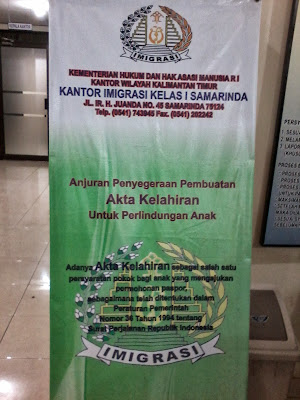 IMIGRASI
KEMENTERIAN HUKUM DAN HAK ASASI MANUSIA R I
KANTOR WILAYAH KALIMANTAN TIMUR
KANTOR IMIGRASI KELAS I SAMARINDA
JL. IR. H. JUANDA NO. 45 SAMARINDA 75124
Telp. (0541) 743945 Fax. (0541) 202242
Anjuran Penyegeraan Pembuatan
Akta Kelahiran
Untuk Perlindungan Anak
Adanya Akta Kelahiran sebagai salah satu
persyaratan pokok bagi anak yang mengajukan
permohonan paspor,
sebagaimana telah ditentukan dalam
Peraturan Pemerintah
Nomor 36 Tahun 1994 tentang
Surat Perjalanan Republik Indonesia
IMIGRASI